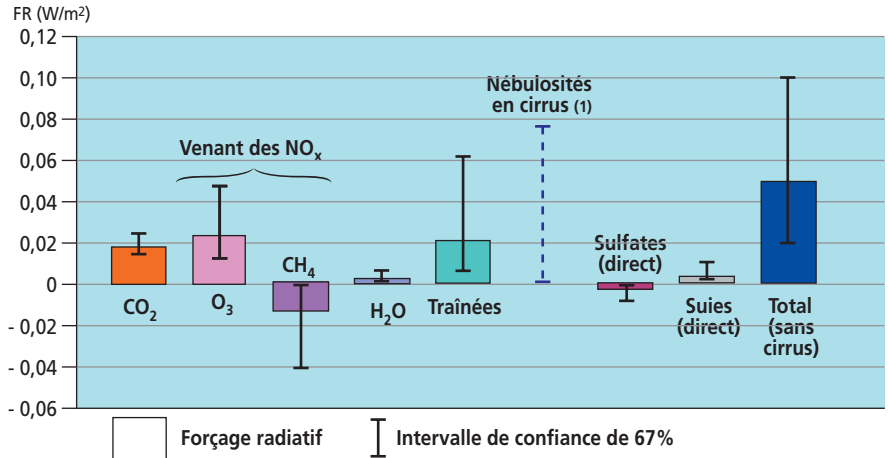 FR (W/m²)
0,12
0,10
0,08
0,06
0,04
0,02
0
- 0,02
- 0,04
- 0,06
Nébulosités
en cirrus (1)
Venant des NOₓ
Sulfates
(direct)
CH₄
CO₂
O₃
H₂O
Traînées
Suies
(direct)
Total
(sans
cirrus)
Forçage radiatif
Intervalle de confiance de 67%